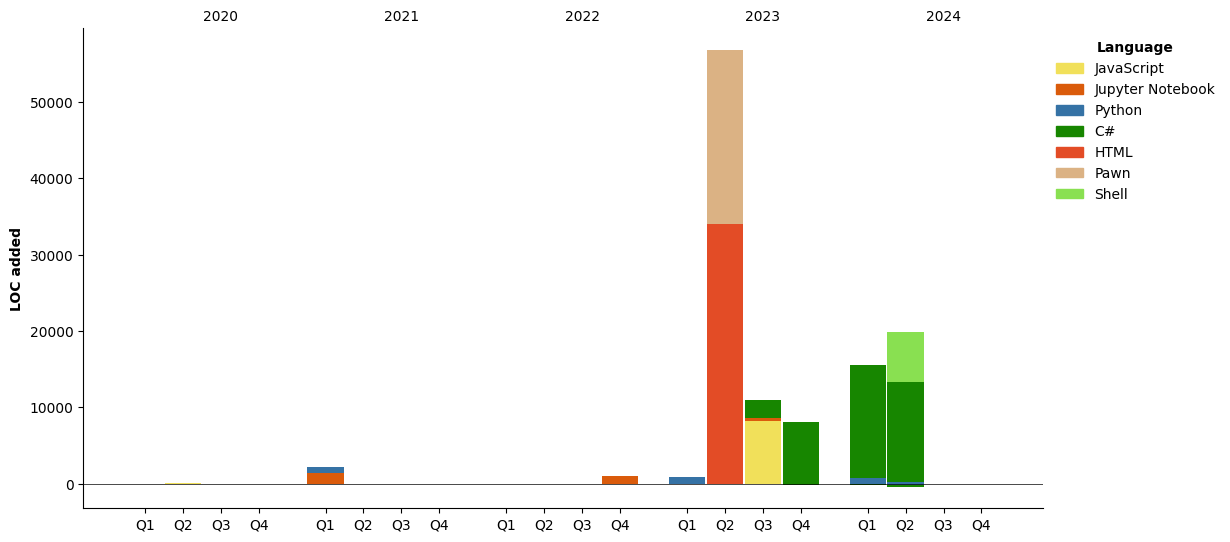 2020 2021 2022 2023 2024
Language
JavaScript
Jupyter Notebook
Python
C#
HTML
Pawn
Shell
LOC added
50000
40000
30000
20000
10000
0
Q1 Q2 Q3 Q4 Q1 Q2 Q3 Q4 Q1 Q2 Q3 Q4 Q1 Q2 Q3 Q4 Q1 Q2 Q3 Q4